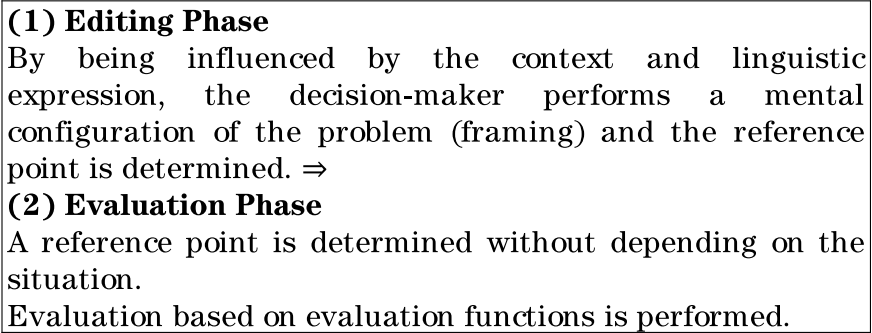 (1) Editing Phase
By being influenced by the context and linguistic
expression, the decision-maker performs a mental
configuration of the problem (framing) and the reference
point is determined. ⇒
(2) Evaluation Phase
A reference point is determined without depending on the
situation.
Evaluation based on evaluation functions is performed.